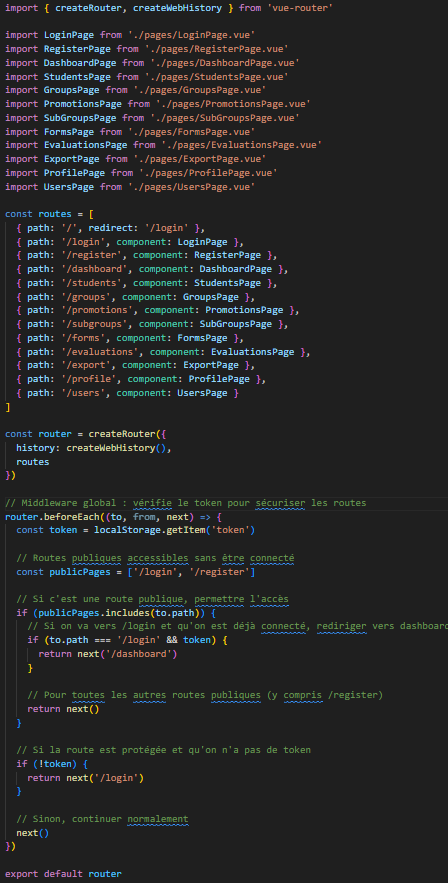 import { createRouter, createWebHistory } from 'vue-router'

import LoginPage from './pages/LoginPage.vue'
import RegisterPage from './pages/RegisterPage.vue'
import DashboardPage from './pages/DashboardPage.vue'
import StudentsPage from './pages/StudentsPage.vue'
import GroupsPage from './pages/GroupsPage.vue'
import PromotionsPage from './pages/PromotionsPage.vue'
import SubGroupsPage from './pages/SubGroupsPage.vue'
import FormsPage from './pages/FormsPage.vue'
import EvaluationsPage from './pages/EvaluationsPage.vue'
import ExportPage from './pages/ExportPage.vue'
import ProfilePage from './pages/ProfilePage.vue'
import UsersPage from './pages/UsersPage.vue'

const routes = [
  { path: '/', redirect: '/login' },
  { path: '/login', component: LoginPage },
  { path: '/register', component: RegisterPage },
  { path: '/dashboard', component: DashboardPage },
  { path: '/students', component: StudentsPage },
  { path: '/groups', component: GroupsPage },
  { path: '/promotions', component: PromotionsPage },
  { path: '/subgroups', component: SubGroupsPage },
  { path: '/forms', component: FormsPage },
  { path: '/evaluations', component: EvaluationsPage },
  { path: '/export', component: ExportPage },
  { path: '/profile', component: ProfilePage },
  { path: '/users', component: UsersPage }
]

const router = createRouter({
  history: createWebHistory(),
  routes
})

// Middleware global : vérifie le token pour sécuriser les routes
router.beforeEach((to, from, next) => {
  const token = localStorage.getItem('token')

  // Routes publiques accessibles sans être connecté
  const publicPages = ['/login', '/register']

  // Si c'est une route publique, permettre l'accès
  if (publicPages.includes(to.path)) {
    // Si on va vers /login et qu'on est déjà connecté, rediriger vers dashboard
    if (to.path === '/login' && token) {
      return next('/dashboard')
    }

    // Pour toutes les autres routes publiques (y compris /register)
    return next()
  }

  // Si la route est protégée et qu'on n'a pas de token
  if (!token) {
    return next('/login')
  }

  // Sinon, continuer normalement
  next()
})

export default router